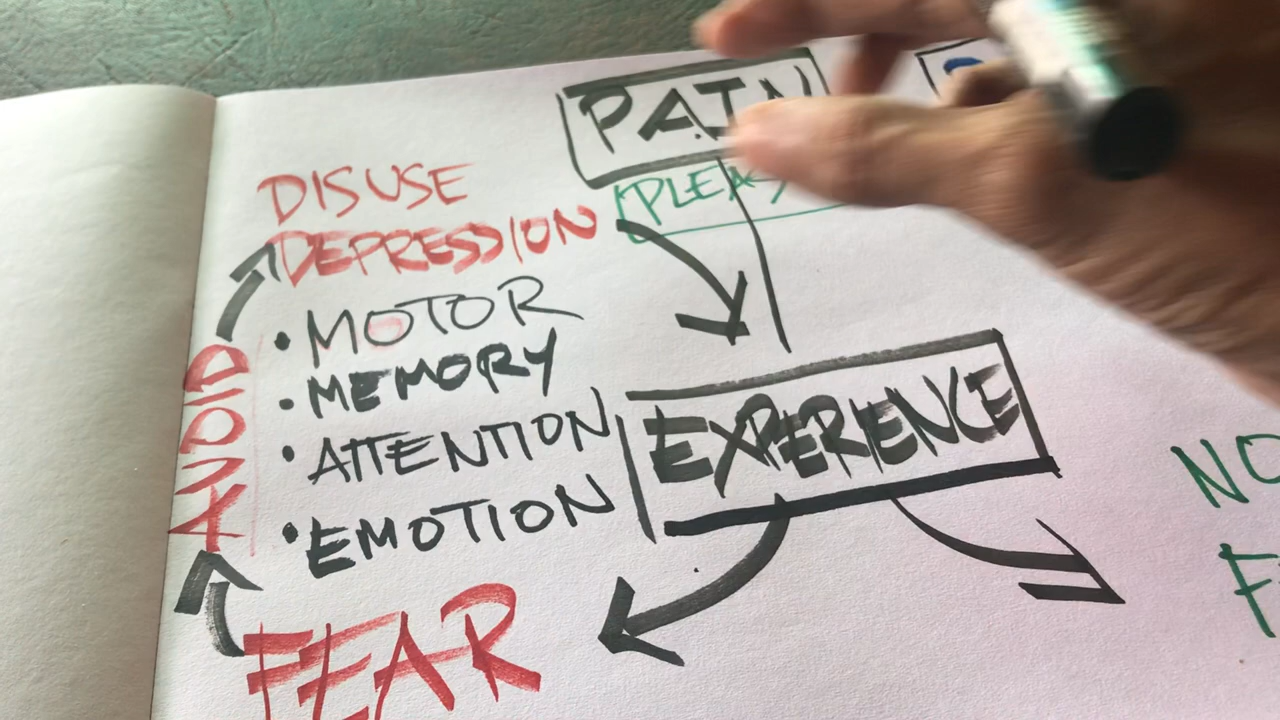 PAIN
DISUSE
DEPRESSION
• MOTOR
• MEMORY
• ATTENTION
• EMOTION
AVOID
EXPERIENCE
FEAR